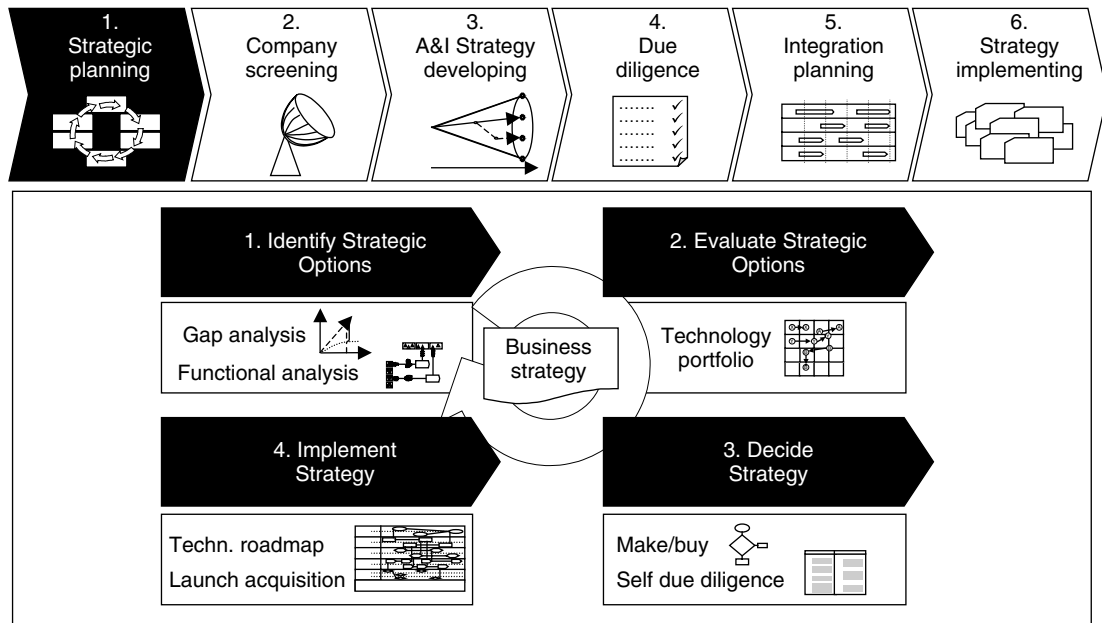 1.
Strategic
planning
2.
Company
screening
3.
A&I Strategy
developing
4.
Due
diligence
5.
Integration
planning
6.
Strategy
implementing
1. Identify Strategic
Options
Gap analysis
Functional analysis
2. Evaluate Strategic
Options
Technology
portfolio
Business
strategy
4. Implement
Strategy
Techn. roadmap
Launch acquisition
3. Decide
Strategy
Make/buy
Self due diligence